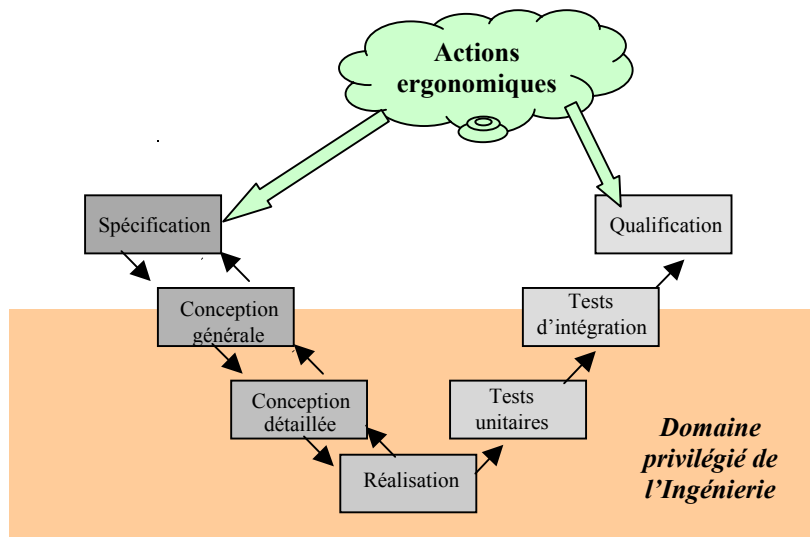 Actions
ergonomiques
Spécification
Qualification
Conception
générale
Tests
d'intégration
Conception
détaillée
Tests
unitaires
Réalisation
Domaine
privilégié de
l'Ingénierie